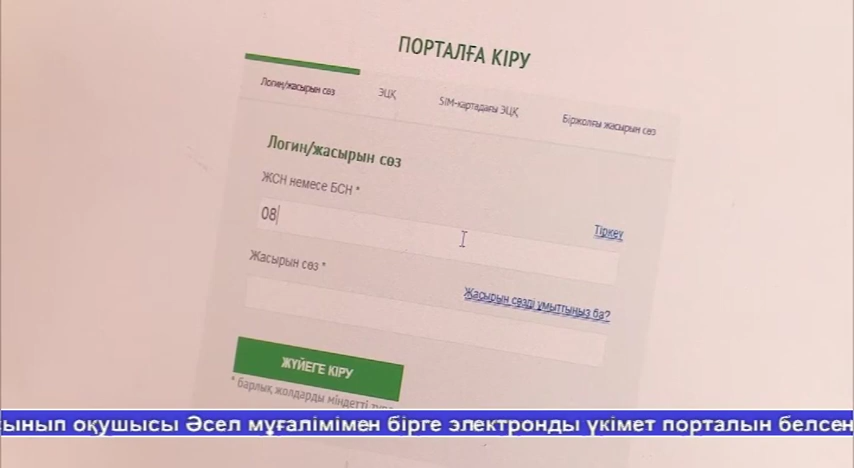 ПОРТАЛҒА КІРУ
Логин/жасырын сөз ЭЦҚ SIM-картадағы ЭЦҚ Біржолғы жасырын сөз
Логин/жасырын сөз
ЖСН немесе БСН *
08
Тіркеу
Жасырын сөз *
Жасырын сөзді ұмыттыңыз ба?
ЖҮЙЕГЕ КІРУ
* барлық жолдарды міндетті
оқушысы Әсел мұғалімімен бірге электронды үкімет порталын